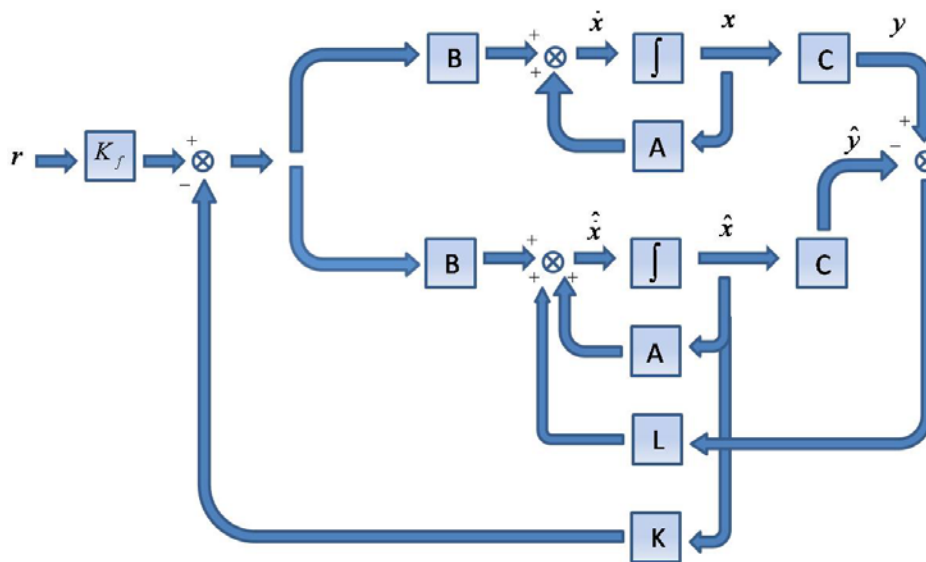 ẋ x y
B + + ∫ C
r K_f + − A + − ŷ
x̂̇ x̂
B + + + ∫ C
A
L
K